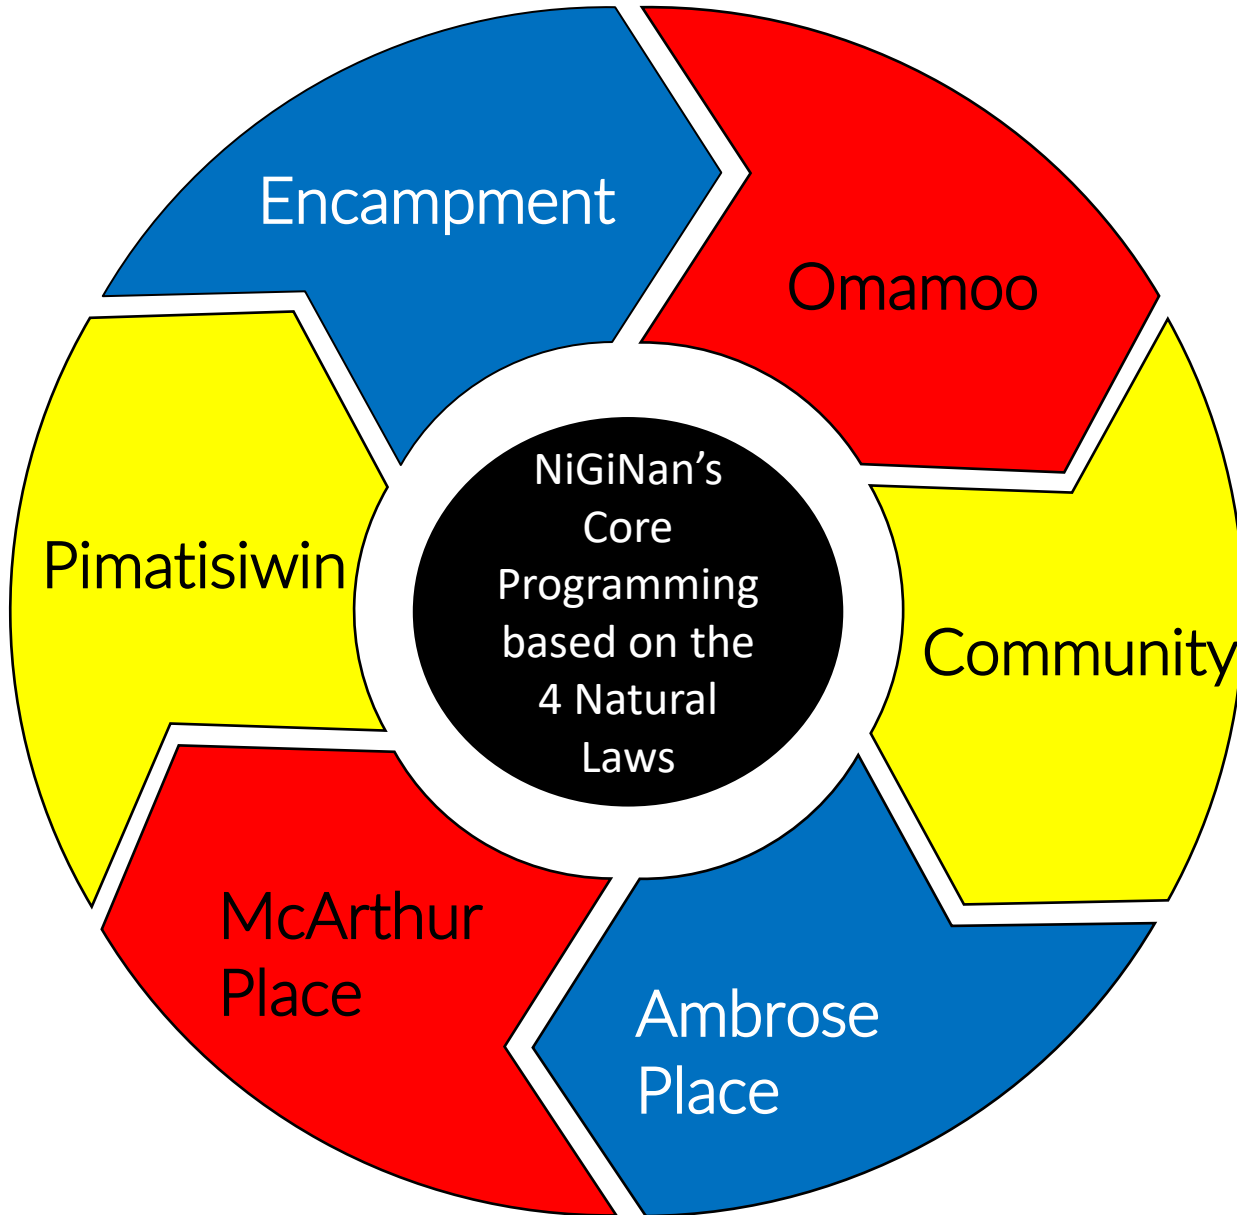 Encampment
Omamoo
Community
Ambrose
Place
McArthur
Place
Pimatisiwin
NiGiNan’s
Core
Programming
based on the
4 Natural
Laws